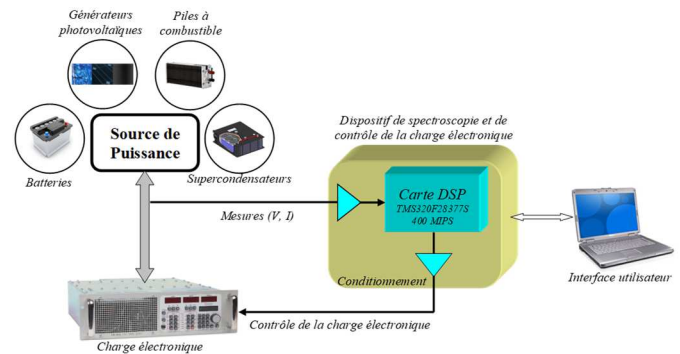 Générateurs
photovoltaïques
Piles à
combustible
Source de
Puissance
Batteries
Supercondensateurs
Dispositif de spectroscopie et de
contrôle de la charge électronique
Carte DSP
TMS320F28377S
400 MIPS
Mesures (V, I)
Conditionnement
Interface utilisateur
Contrôle de la charge électronique
Charge électronique